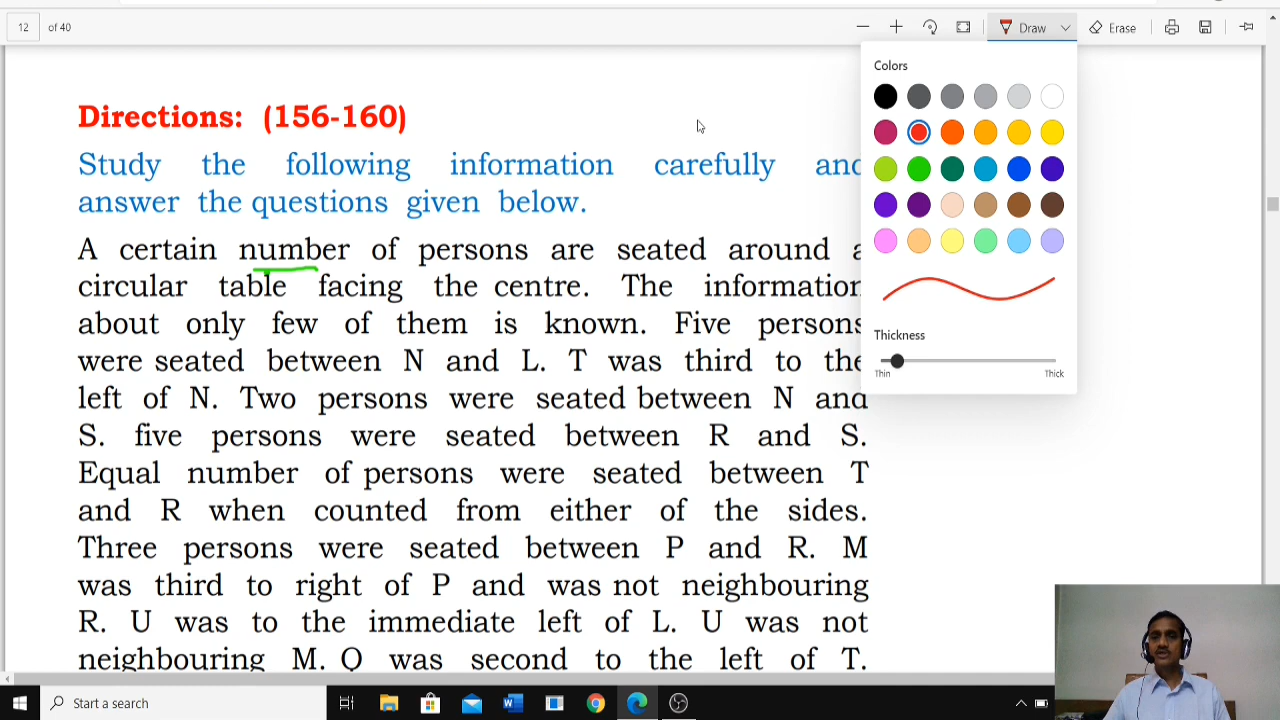 12 of 40
Draw
Erase
Colors
Thickness
Thin
Thick
Directions: (156-160)
Study the following information carefully and
answer the questions given below.
A certain number of persons are seated around a
circular table facing the centre. The information
about only few of them is known. Five persons
were seated between N and L. T was third to the
left of N. Two persons were seated between N and
S. five persons were seated between R and S.
Equal number of persons were seated between T
and R when counted from either of the sides.
Three persons were seated between P and R. M
was third to right of P and was not neighbouring
R. U was to the immediate left of L. U was not
neighbouring M. Q was second to the left of T.
Start a search